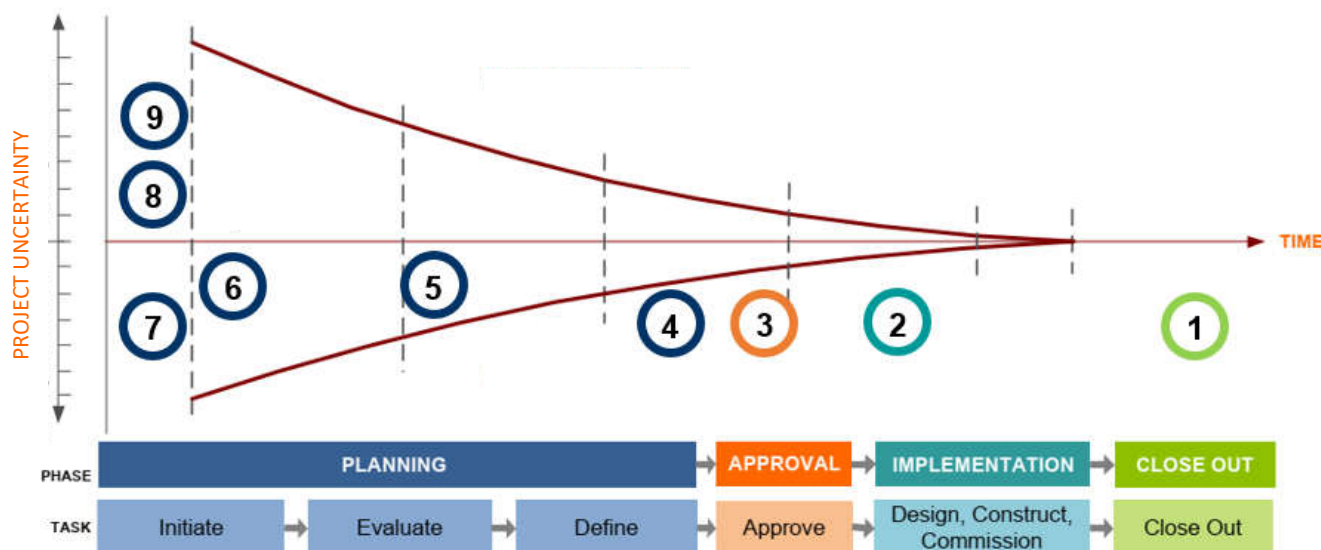 PROJECT UNCERTAINTY
9
8
7
6
5
4
3
2
1
TIME
PHASE
PLANNING
APPROVAL
IMPLEMENTATION
CLOSE OUT
TASK
Initiate
Evaluate
Define
Approve
Design, Construct,
Commission
Close Out